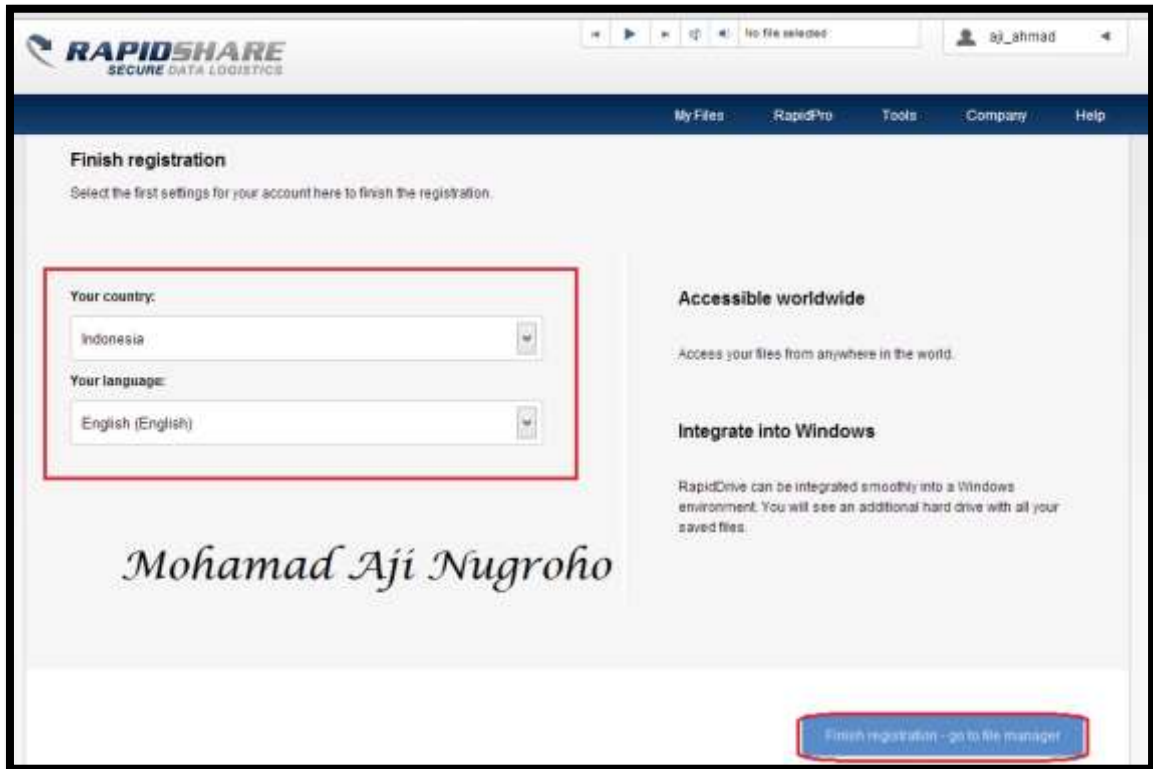 RAPIDSHARE
SECURE DATA LOGISTICS
No file selected
aji_ahmad
My Files RapidPro Tools Company Help
Finish registration
Select the first settings for your account here to finish the registration.
Your country:
Indonesia
Your language:
English (English)
Accessible worldwide
Access your files from anywhere in the world.
Integrate into Windows
RapidDrive can be integrated smoothly into a Windows
environment. You will see an additional hard drive with all your
saved files.
Mohamad Aji Nugroho
Finish registration - go to file manager